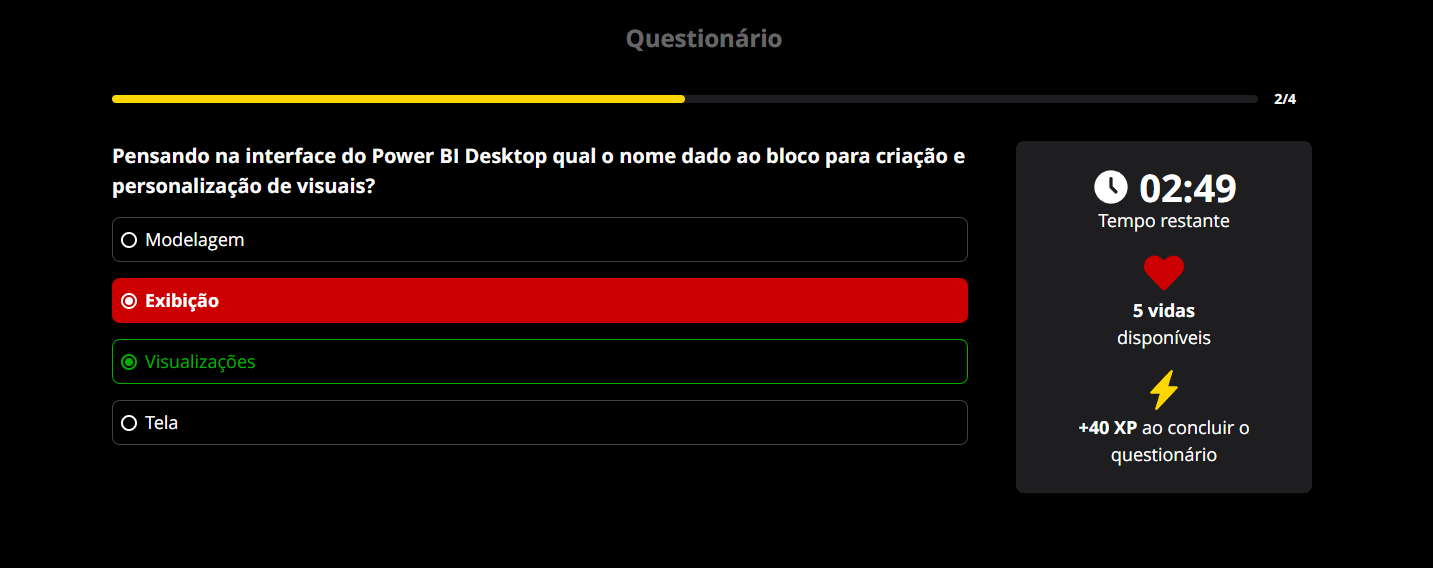 Questionário
2/4
Pensando na interface do Power BI Desktop qual o nome dado ao bloco para criação e
personalização de visuais?
Modelagem
Exibição
Visualizações
Tela
02:49
Tempo restante
5 vidas
disponíveis
+40 XP ao concluir o
questionário